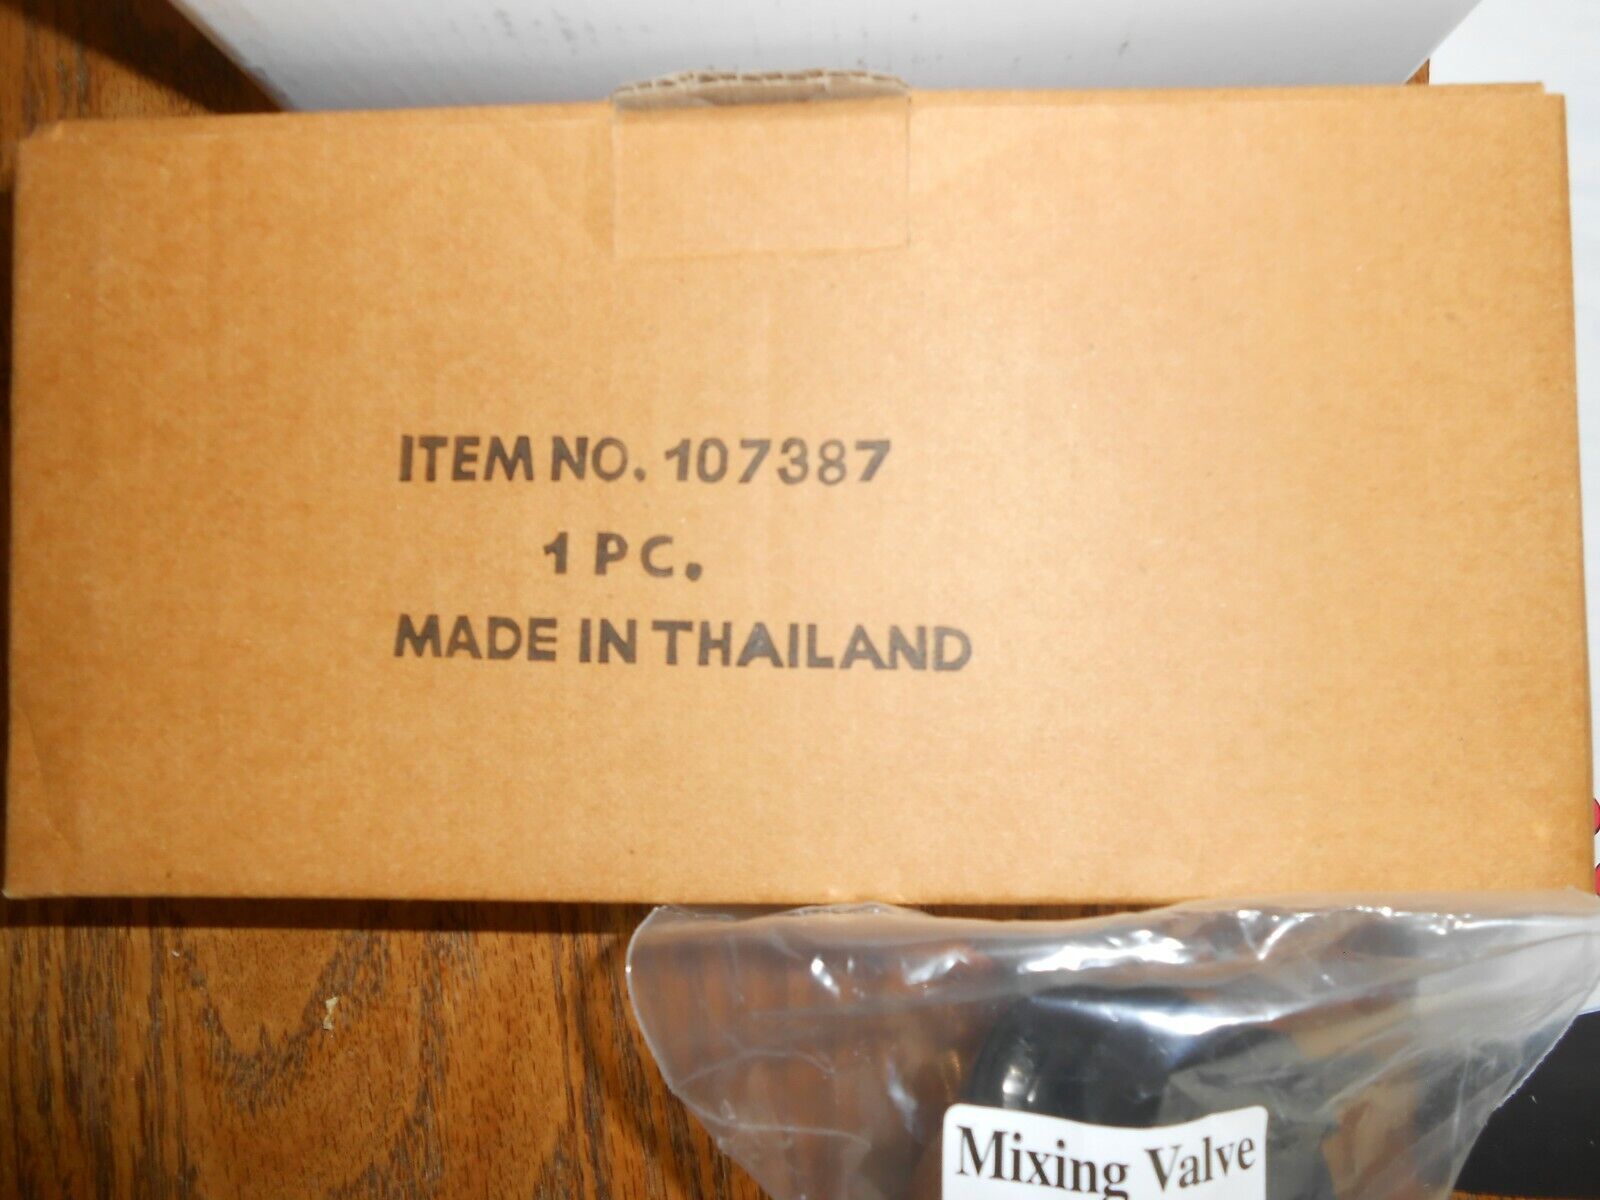 ITEM NO. 107387
1 PC.
MADE IN THAILAND
Mixing Valve